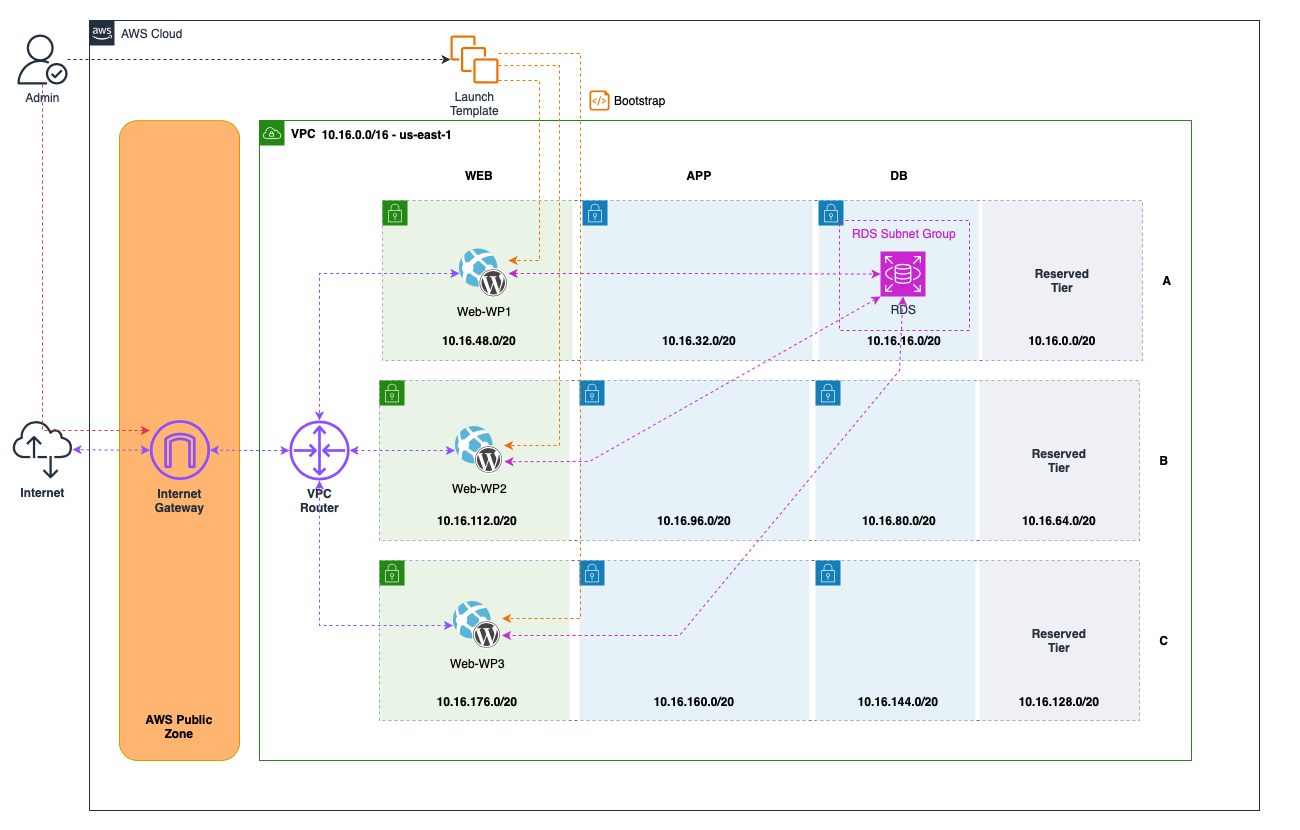 aws
AWS Cloud
Admin
Launch
Template
</>
Bootstrap
VPC 10.16.0.0/16 - us-east-1
WEB
APP
DB
RDS Subnet Group
Web-WP1
RDS
Reserved
Tier
A
10.16.48.0/20
10.16.32.0/20
10.16.16.0/20
10.16.0.0/20
Internet
Internet
Gateway
VPC
Router
Web-WP2
Reserved
Tier
B
10.16.112.0/20
10.16.96.0/20
10.16.80.0/20
10.16.64.0/20
Web-WP3
Reserved
Tier
C
10.16.176.0/20
10.16.160.0/20
10.16.144.0/20
10.16.128.0/20
AWS Public
Zone